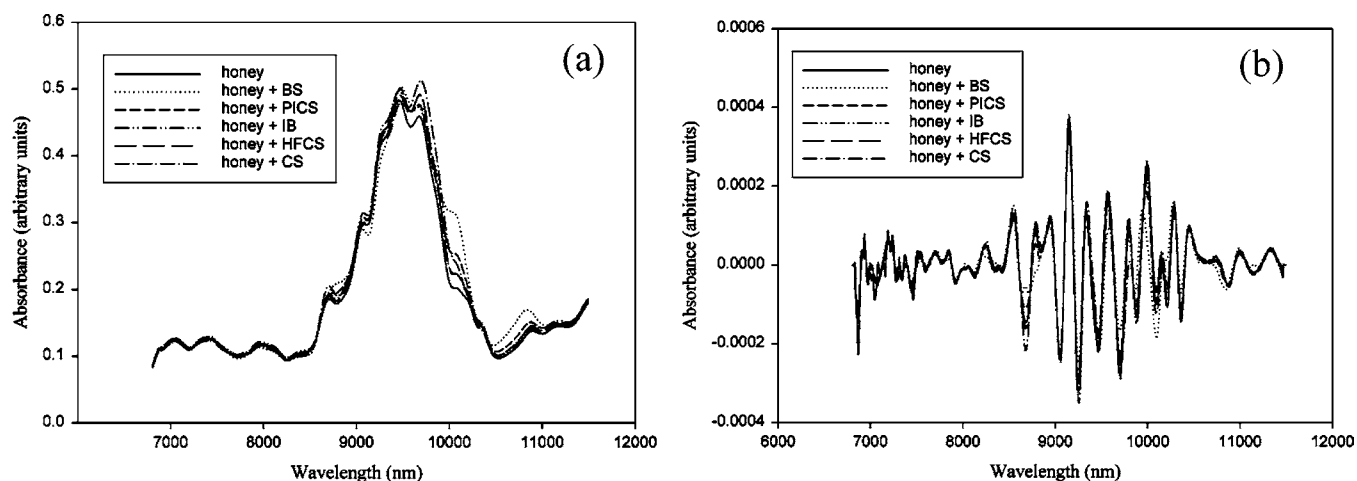 (a)
0.6
0.5
0.4
0.3
0.2
0.1
0.0
Absorbance (arbitrary units)
honey
honey + BS
honey + PICS
honey + IB
honey + HFCS
honey + CS
7000 8000 9000 10000 11000 12000
Wavelength (nm)
(b)
0.0006
0.0004
0.0002
0.0000
-0.0002
-0.0004
Absorbance (arbitrary units)
honey
honey + BS
honey + PICS
honey + IB
honey + HFCS
honey + CS
6000 7000 8000 9000 10000 11000 12000
Wavelength (nm)